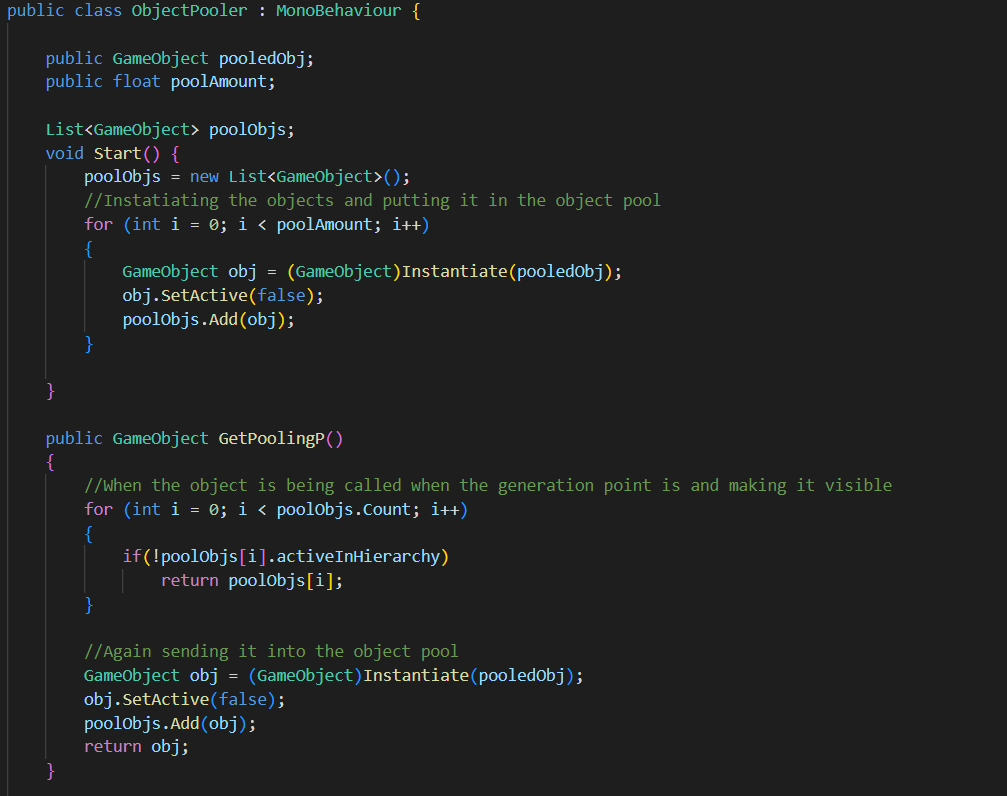 public class ObjectPooler : MonoBehaviour {
public GameObject pooledObj;
public float poolAmount;
List<GameObject> poolObjs;
void Start() {
poolObjs = new List<GameObject>();
//Instatiating the objects and putting it in the object pool
for (int i = 0; i < poolAmount; i++)
{
GameObject obj = (GameObject)Instantiate(pooledObj);
obj.SetActive(false);
poolObjs.Add(obj);
}
}
public GameObject GetPoolingP()
{
//When the object is being called when the generation point is and making it visible
for (int i = 0; i < poolObjs.Count; i++)
{
if(!poolObjs[i].activeInHierarchy)
return poolObjs[i];
}
//Again sending it into the object pool
GameObject obj = (GameObject)Instantiate(pooledObj);
obj.SetActive(false);
poolObjs.Add(obj);
return obj;
}